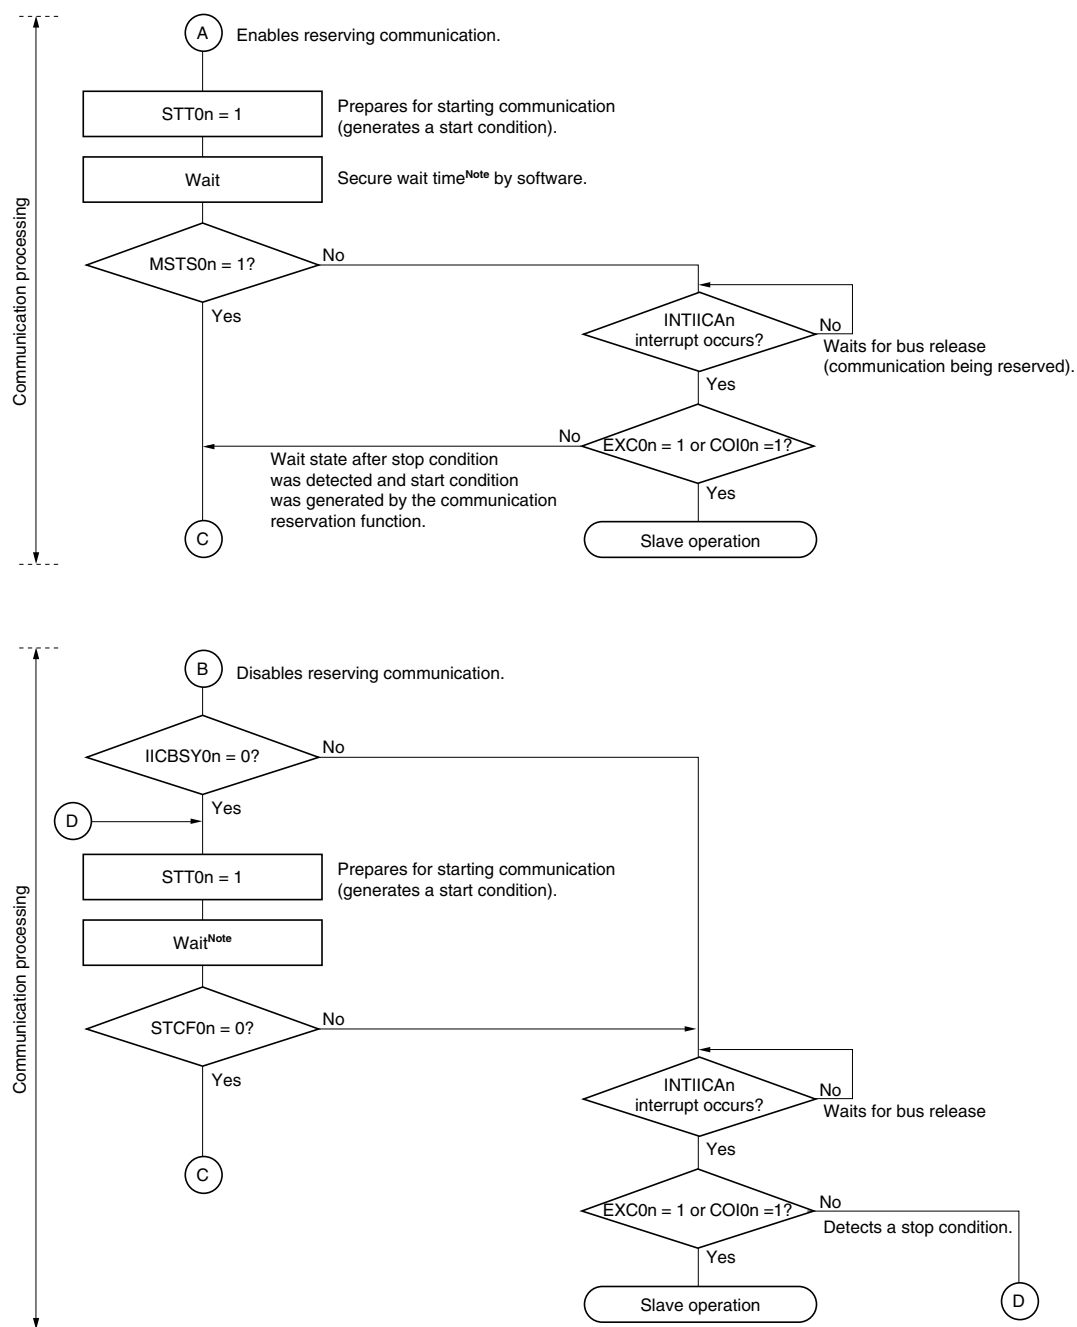 A
Enables reserving communication.
STT0n = 1
Prepares for starting communication
(generates a start condition).
Wait
Secure wait timeNote by software.
MSTS0n = 1?
No
Yes
INTIICAn
interrupt occurs?
No
Waits for bus release
(communication being reserved).
Yes
EXC0n = 1 or COI0n =1?
No
Wait state after stop condition
was detected and start condition
was generated by the communication
reservation function.
Yes
C
Slave operation
Communication processing
B
Disables reserving communication.
IICBSY0n = 0?
No
Yes
D
STT0n = 1
Prepares for starting communication
(generates a start condition).
WaitNote
STCF0n = 0?
No
Yes
INTIICAn
interrupt occurs?
No
Waits for bus release
Yes
C
EXC0n = 1 or COI0n =1?
No
Detects a stop condition.
Yes
Slave operation
D
Communication processing